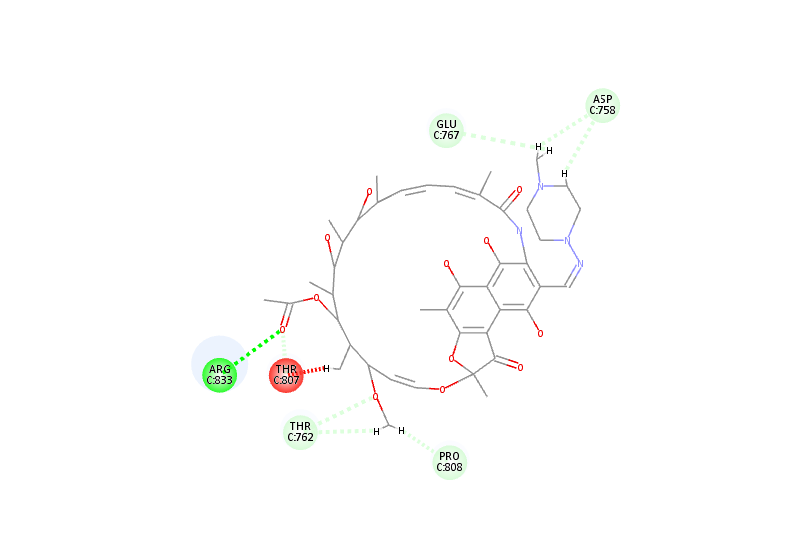 ASP
C:758
GLU
C:767
H
H
H
N
O
O
N
O
O
N
O
N
O
O
O
O
THR
C:807
H
ARG
C:833
O
O
O
O
THR
C:762
H
H
PRO
C:808